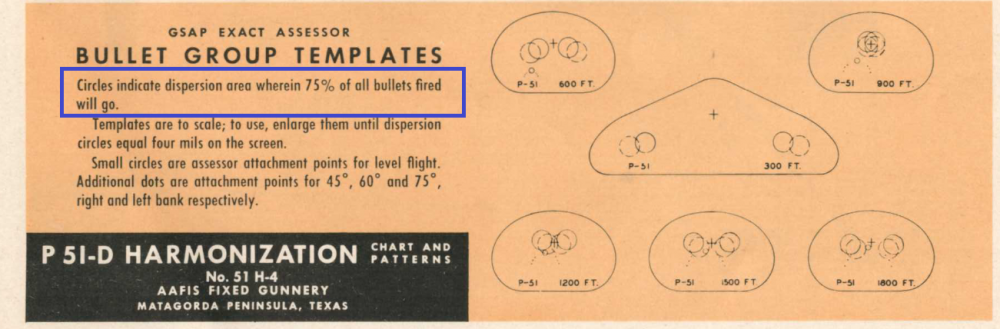 GSAP EXACT ASSESSOR
BULLET GROUP TEMPLATES
Circles indicate dispersion area wherein 75% of all bullets fired
will go.
Templates are to scale; to use, enlarge them until dispersion
circles equal four mils on the screen.
Small circles are assessor attachment points for level flight.
Additional dots are attachment points for 45°, 60° and 75°,
right and left bank respectively.
P 51-D HARMONIZATION CHART AND
PATTERNS
No. 51 H-4
AAFIS FIXED GUNNERY
MATAGORDA PENINSULA, TEXAS
P-51 600 FT.
P-51 900 FT.
P-51 300 FT.
P-51 1200 FT.
P-51 1500 FT.
P-51 1800 FT.